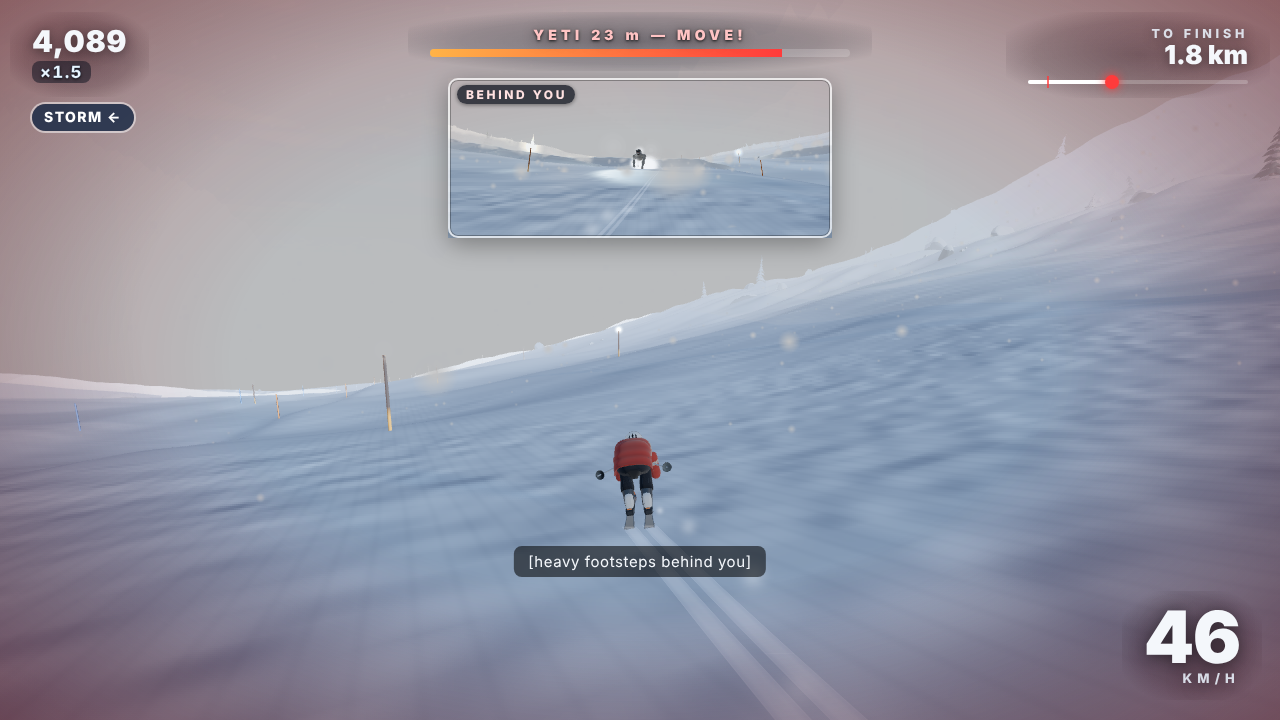 4,089
×1.5
STORM ←
YETI 23 m — MOVE!
BEHIND YOU
TO FINISH
1.8 km
[heavy footsteps behind you]
46
KM/H